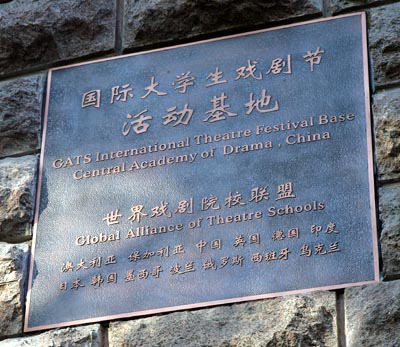 国际大学生戏剧节
活动基地
GATS International Theatre Festival Base
Central Academy of Drama, China
世界戏剧院校联盟
Global Alliance of Theatre Schools
澳大利亚 保加利亚 中国 英国 德国 印度
日本 韩国 墨西哥 波兰 俄罗斯 西班牙 乌克兰